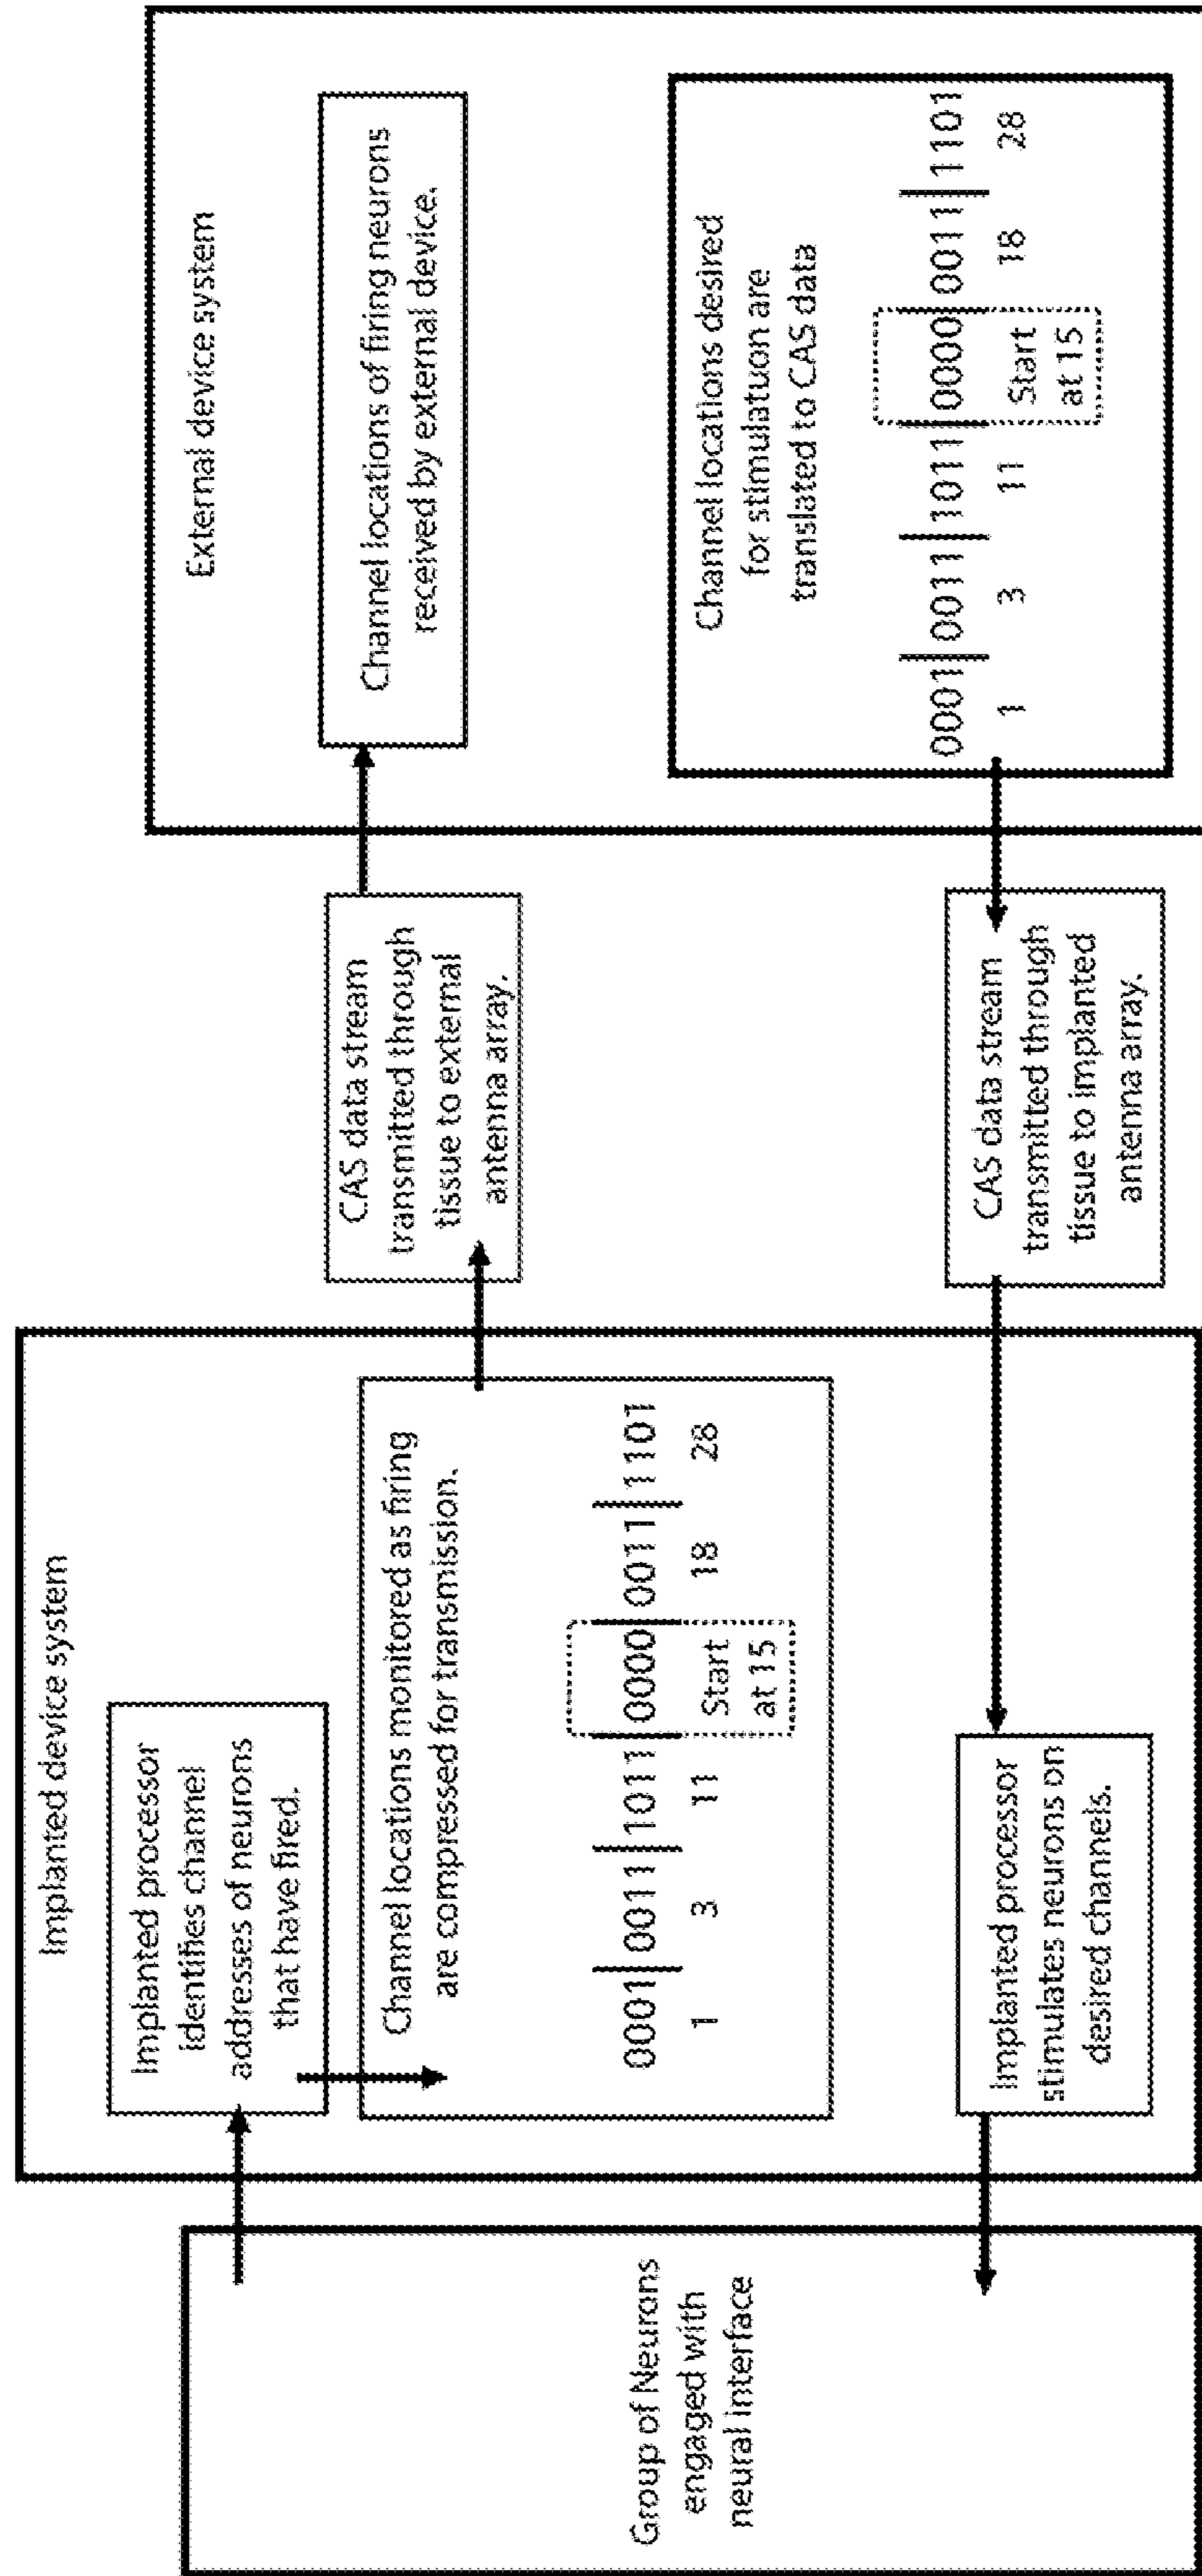 Group of Neurons
engaged with
neural interface
Implanted device system
Implanted processor
identifies channel
addresses of neurons
that have fired.
Channel locations monitored as firing
are compressed for transmission.
0001|0011|1011|0000|0011|1101
1 3 11 Start 18 28
at 15
Implanted processor
stimulates neurons on
desired channels.
CAS data stream
transmitted through
tissue to external
antenna array.
CAS data stream
transmitted through
tissue to implanted
antenna array.
External device system
Channel locations of firing neurons
received by external device.
Channel locations desired
for stimulatuon are
translated to CAS data
0001|0011|1011|0000|0011|1101
1 3 11 Start 18 28
at 15